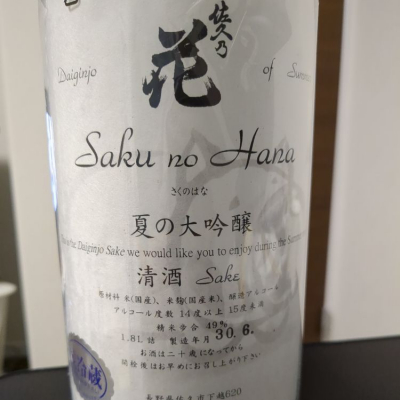 佐久乃
花
Daiginjo of
Saku no Hana
さくのはな
夏の大吟醸
the Daiginjo Sake we would like you to enjoy during the
清酒 Sake
原材料 米(国産)、米麹(国産米)、醸造アルコール
アルコール度数 14度以上 15度未満
精米歩合 49%
1.8L詰 製造年月 30.6.
お酒は二十歳になってから
開栓後はお早めにお召し上がり下さい
長野県佐久市下越620
蔵